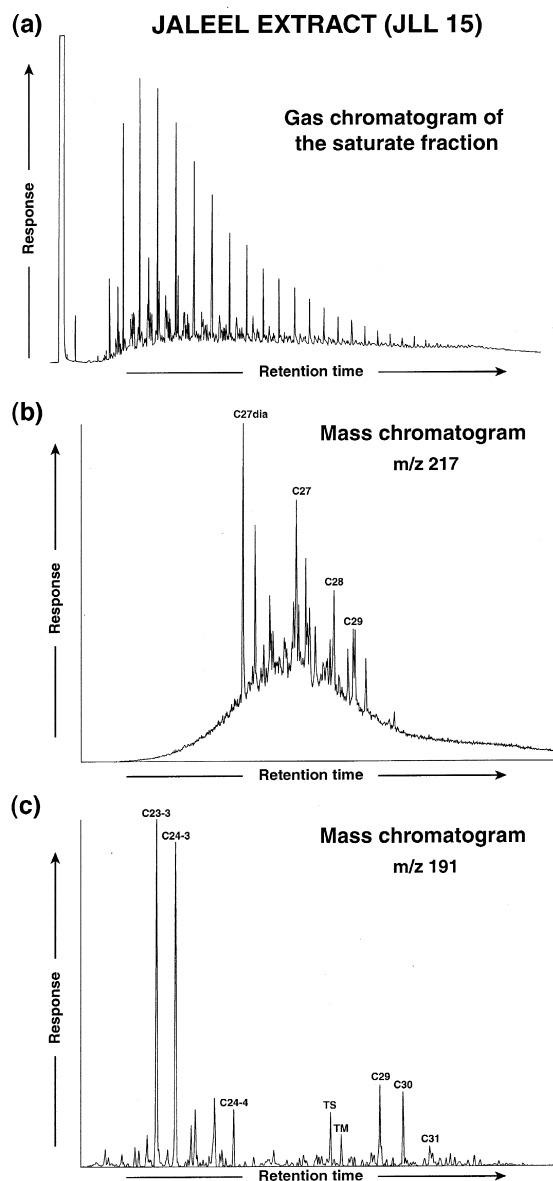 (a) JALEEL EXTRACT (JLL 15)
Gas chromatogram of
the saturate fraction
Response
Retention time
(b)
C27dia
Mass chromatogram
m/z 217
C27
C28
C29
Response
Retention time
(c)
C23-3
C24-3
Mass chromatogram
m/z 191
C24-4
TS
TM
C29
C30
C31
Response
Retention time